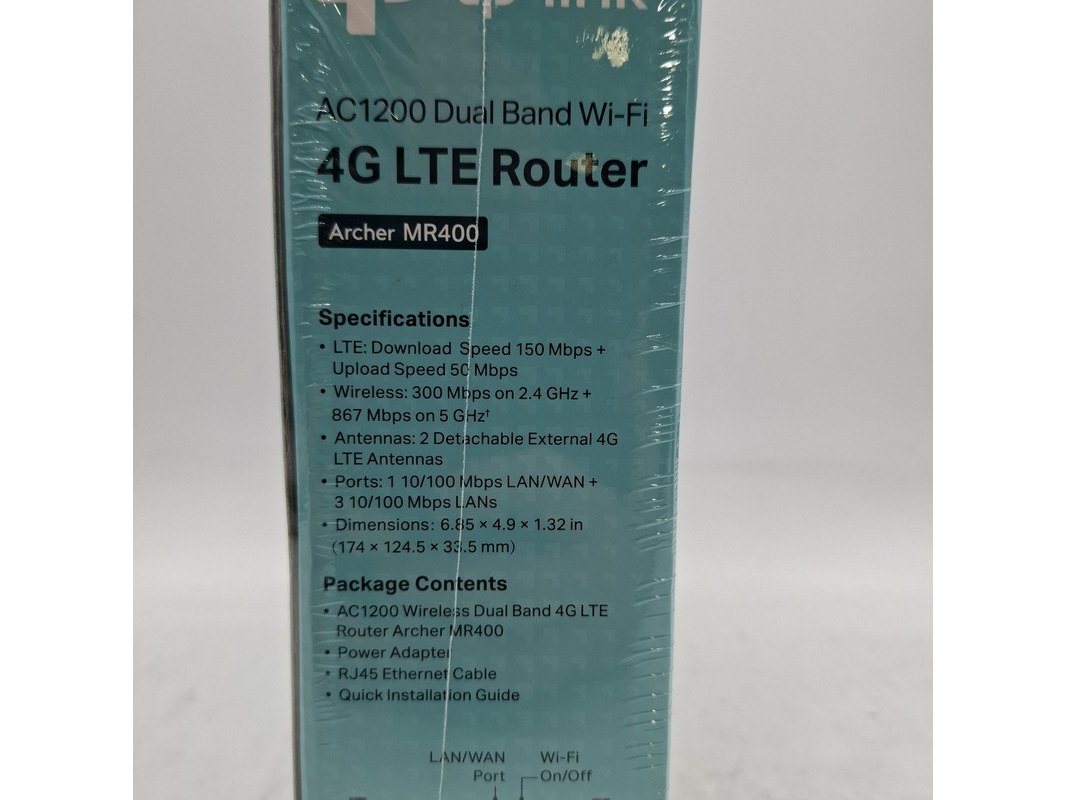 tp-link
AC1200 Dual Band Wi-Fi
4G LTE Router
Archer MR400
Specifications
• LTE: Download Speed 150 Mbps +
Upload Speed 50 Mbps
• Wireless: 300 Mbps on 2.4 GHz +
867 Mbps on 5 GHz†
• Antennas: 2 Detachable External 4G
LTE Antennas
• Ports: 1 10/100 Mbps LAN/WAN +
3 10/100 Mbps LANs
• Dimensions: 6.85 × 4.9 × 1.32 in
(174 × 124.5 × 33.5 mm)
Package Contents
• AC1200 Wireless Dual Band 4G LTE
Router Archer MR400
• Power Adapter
• RJ45 Ethernet Cable
• Quick Installation Guide
LAN/WAN Wi-Fi
Port On/Off